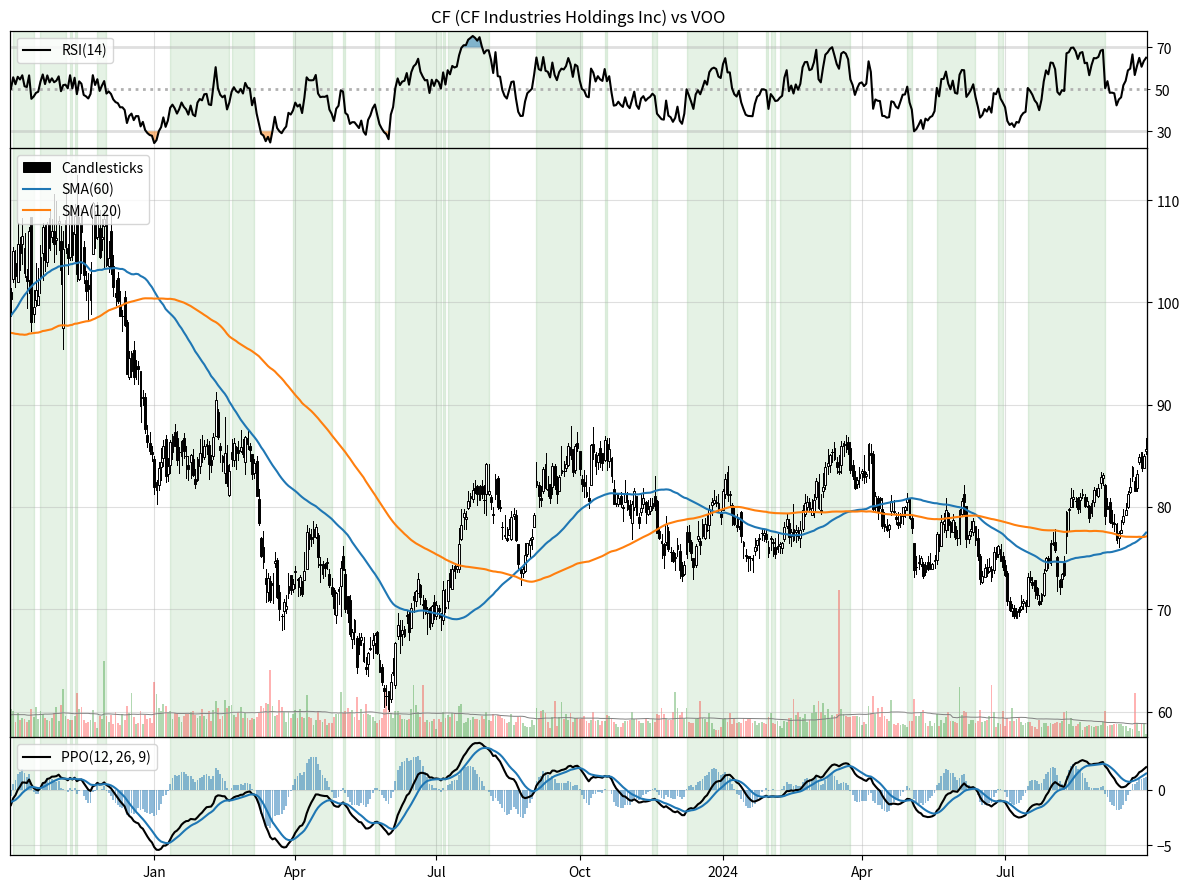 CF (CF Industries Holdings Inc) vs VOO
RSI(14)
70
50
30
Candlesticks
SMA(60)
SMA(120)
110
100
90
80
70
60
PPO(12, 26, 9)
0
−5
Jan Apr Jul Oct 2024 Apr Jul